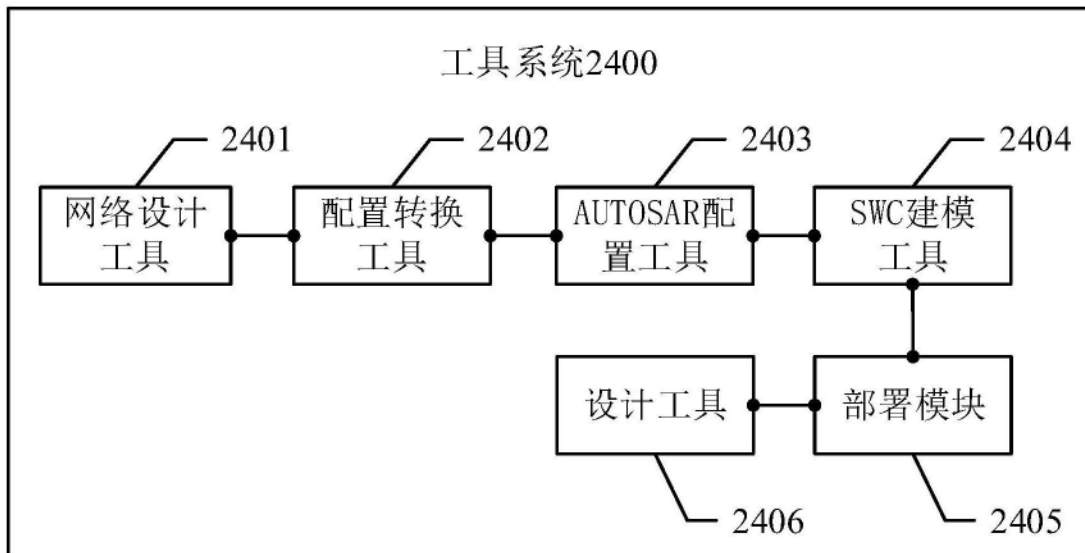 工具系统2400
2401
2402
2403
2404
网络设计
工具
配置转换
工具
AUTOSAR配
置工具
SWC建模
工具
设计工具
部署模块
2406
2405